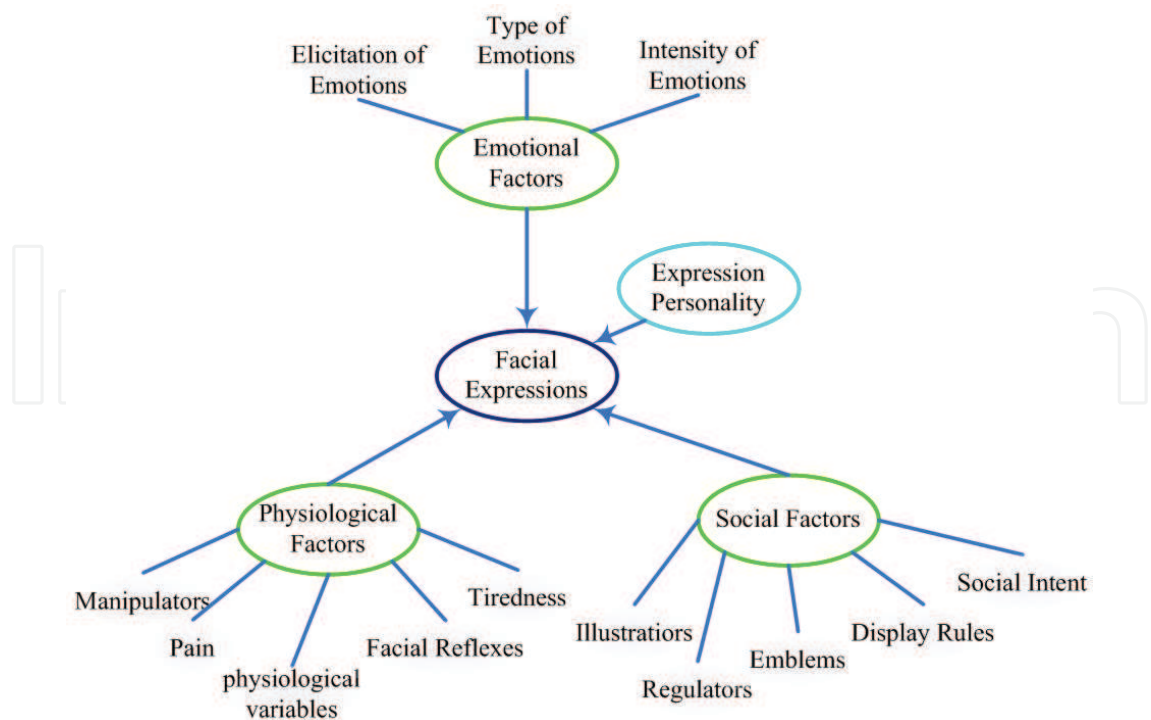 Elicitation of
Emotions
Type of
Emotions
Intensity of
Emotions
Emotional
Factors
Expression
Personality
Facial
Expressions
Physiological
Factors
Social Factors
Manipulators
Pain
physiological
variables
Facial Reflexes
Tiredness
Illustratiors
Regulators
Emblems
Display Rules
Social Intent